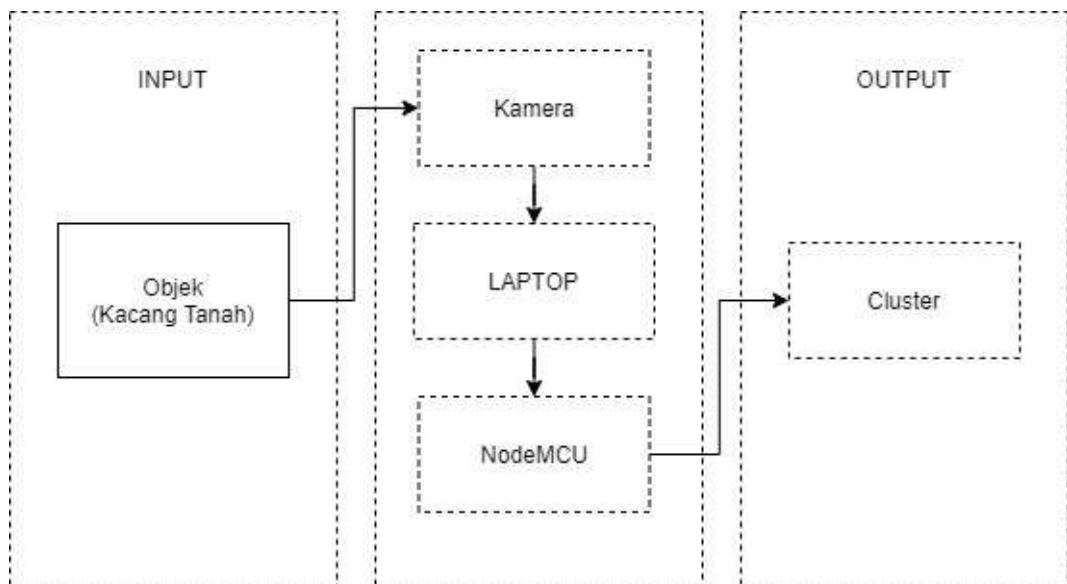 INPUT
Objek
(Kacang Tanah)
Kamera
LAPTOP
NodeMCU
OUTPUT
Cluster